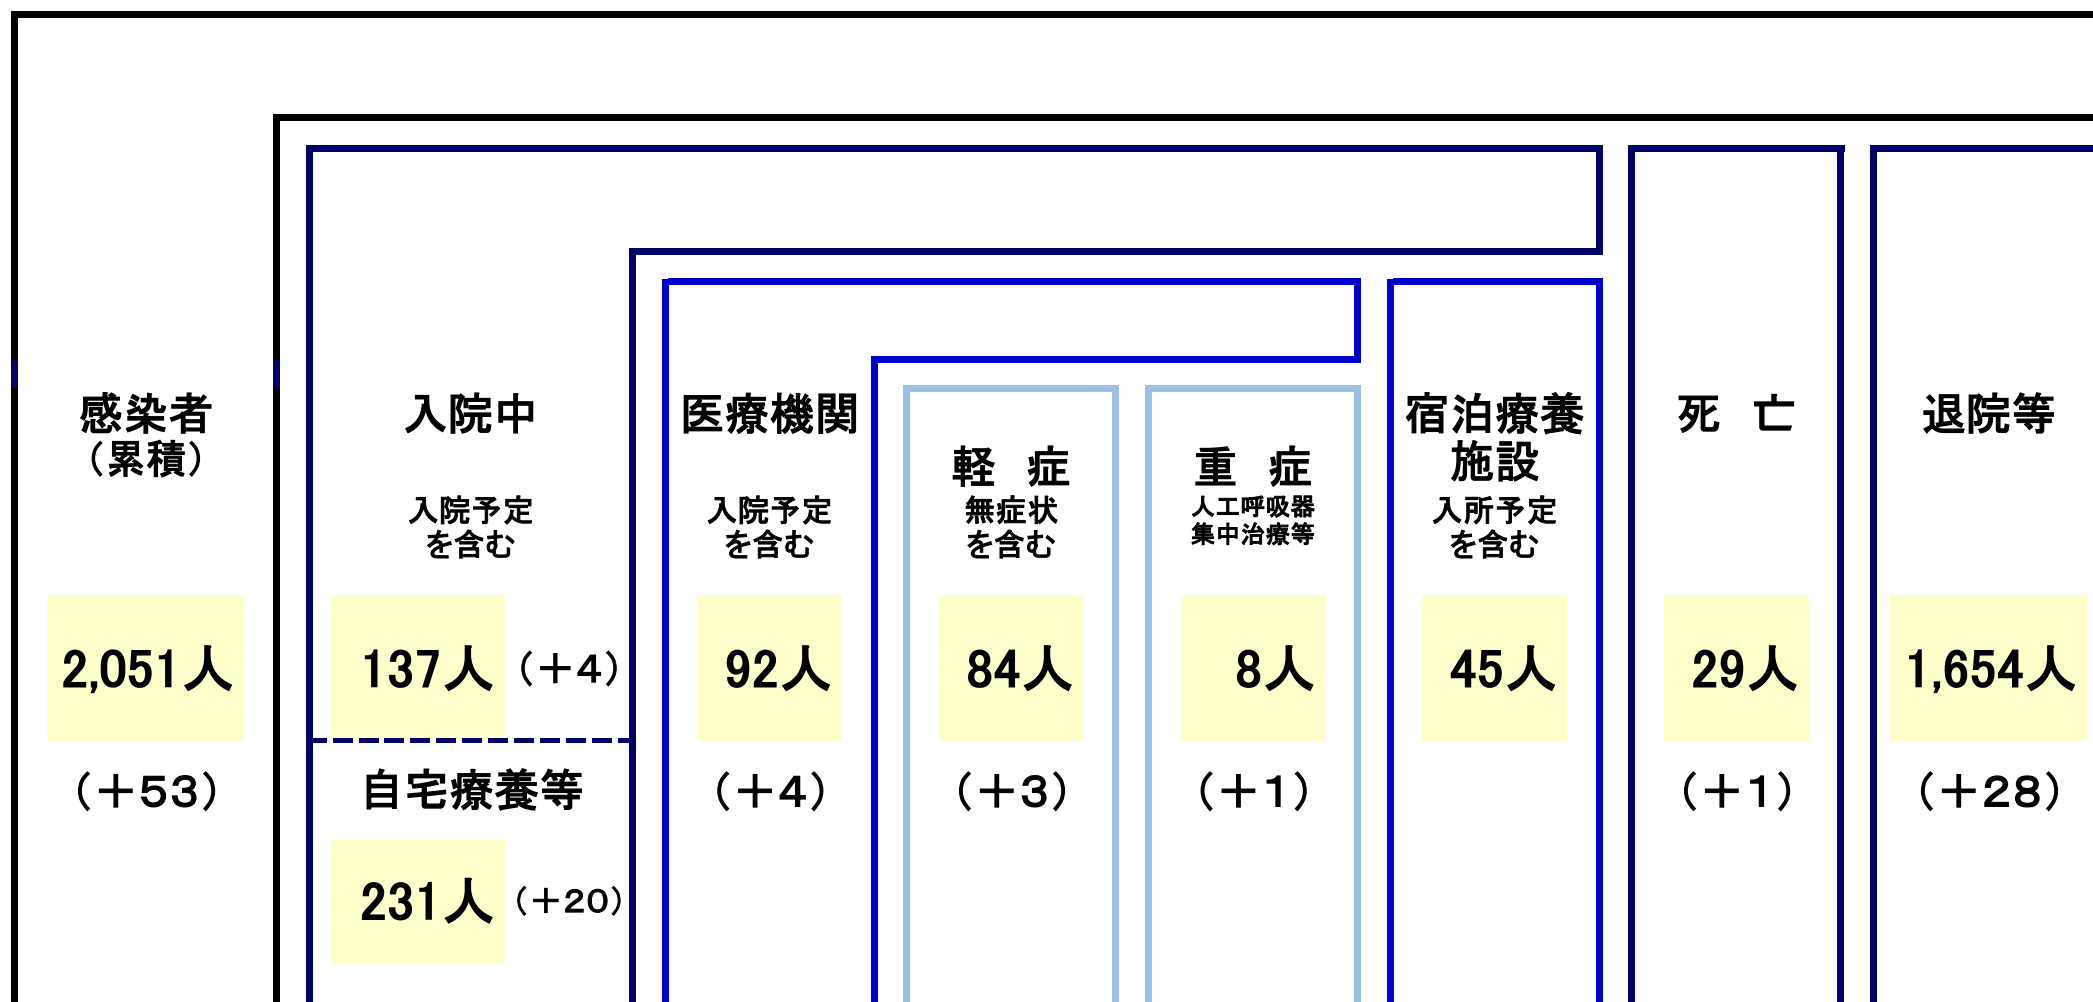 感染者
（累積）
2,051人
（＋53）
入院中
入院予定
を含む
137人（＋4）
自宅療養等
231人（＋20）
医療機関
入院予定
を含む
92人
（＋4）
軽 症
無症状
を含む
84人
（＋3）
重 症
人工呼吸器
集中治療等
8人
（＋1）
宿泊療養
施設
入所予定
を含む
45人
死 亡
29人
（＋1）
退院等
1,654人
（＋28）